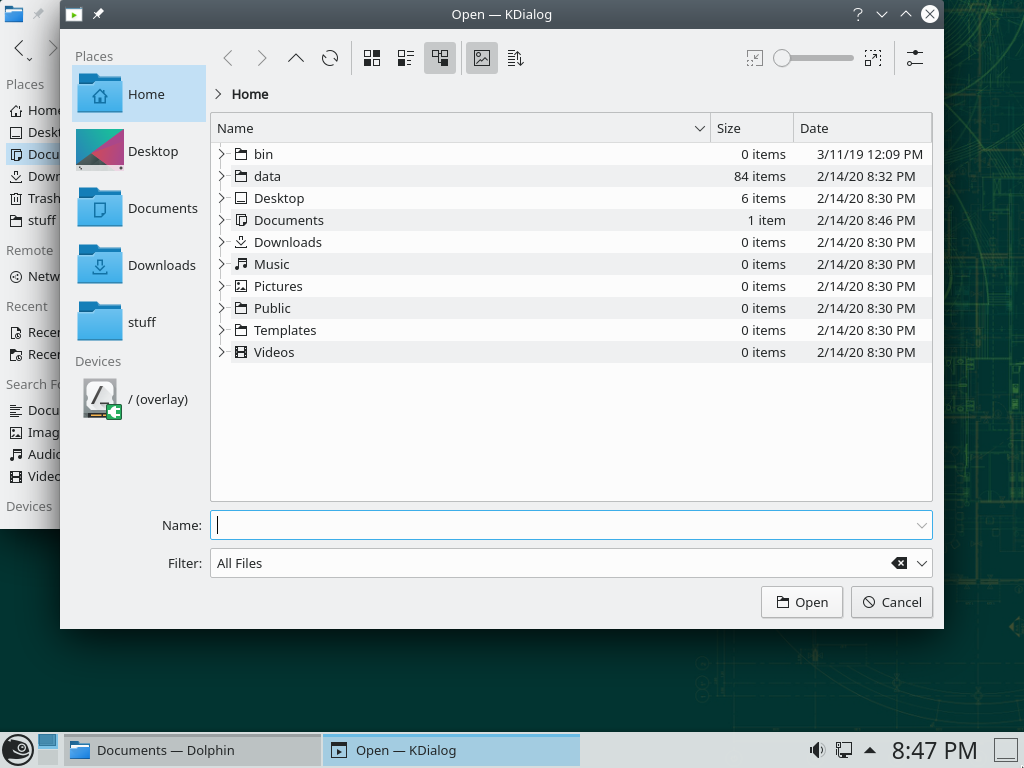 Open — KDialog
Places
Home
Desktop
Documents
Downloads
stuff
Devices
/ (overlay)
Home
Name Size Date
bin 0 items 3/11/19 12:09 PM
data 84 items 2/14/20 8:32 PM
Desktop 6 items 2/14/20 8:30 PM
Documents 1 item 2/14/20 8:46 PM
Downloads 0 items 2/14/20 8:30 PM
Music 0 items 2/14/20 8:30 PM
Pictures 0 items 2/14/20 8:30 PM
Public 0 items 2/14/20 8:30 PM
Templates 0 items 2/14/20 8:30 PM
Videos 0 items 2/14/20 8:30 PM
Name:
Filter: All Files
Open Cancel
Places
Home
Deskt
Docu
Down
Trash
stuff
Remote
Netw
Recent
Recen
Recen
Search Fo
Docu
Imag
Audio
Video
Devices
Documents — Dolphin
Open — KDialog
8:47 PM